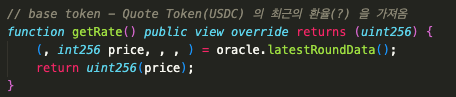 // base token - Quote Token(USDC) 의 최근의 환율(?) 을 가져옴
function getRate() public view override returns (uint256) {
(, int256 price, , , ) = oracle.latestRoundData();
return uint256(price);
}